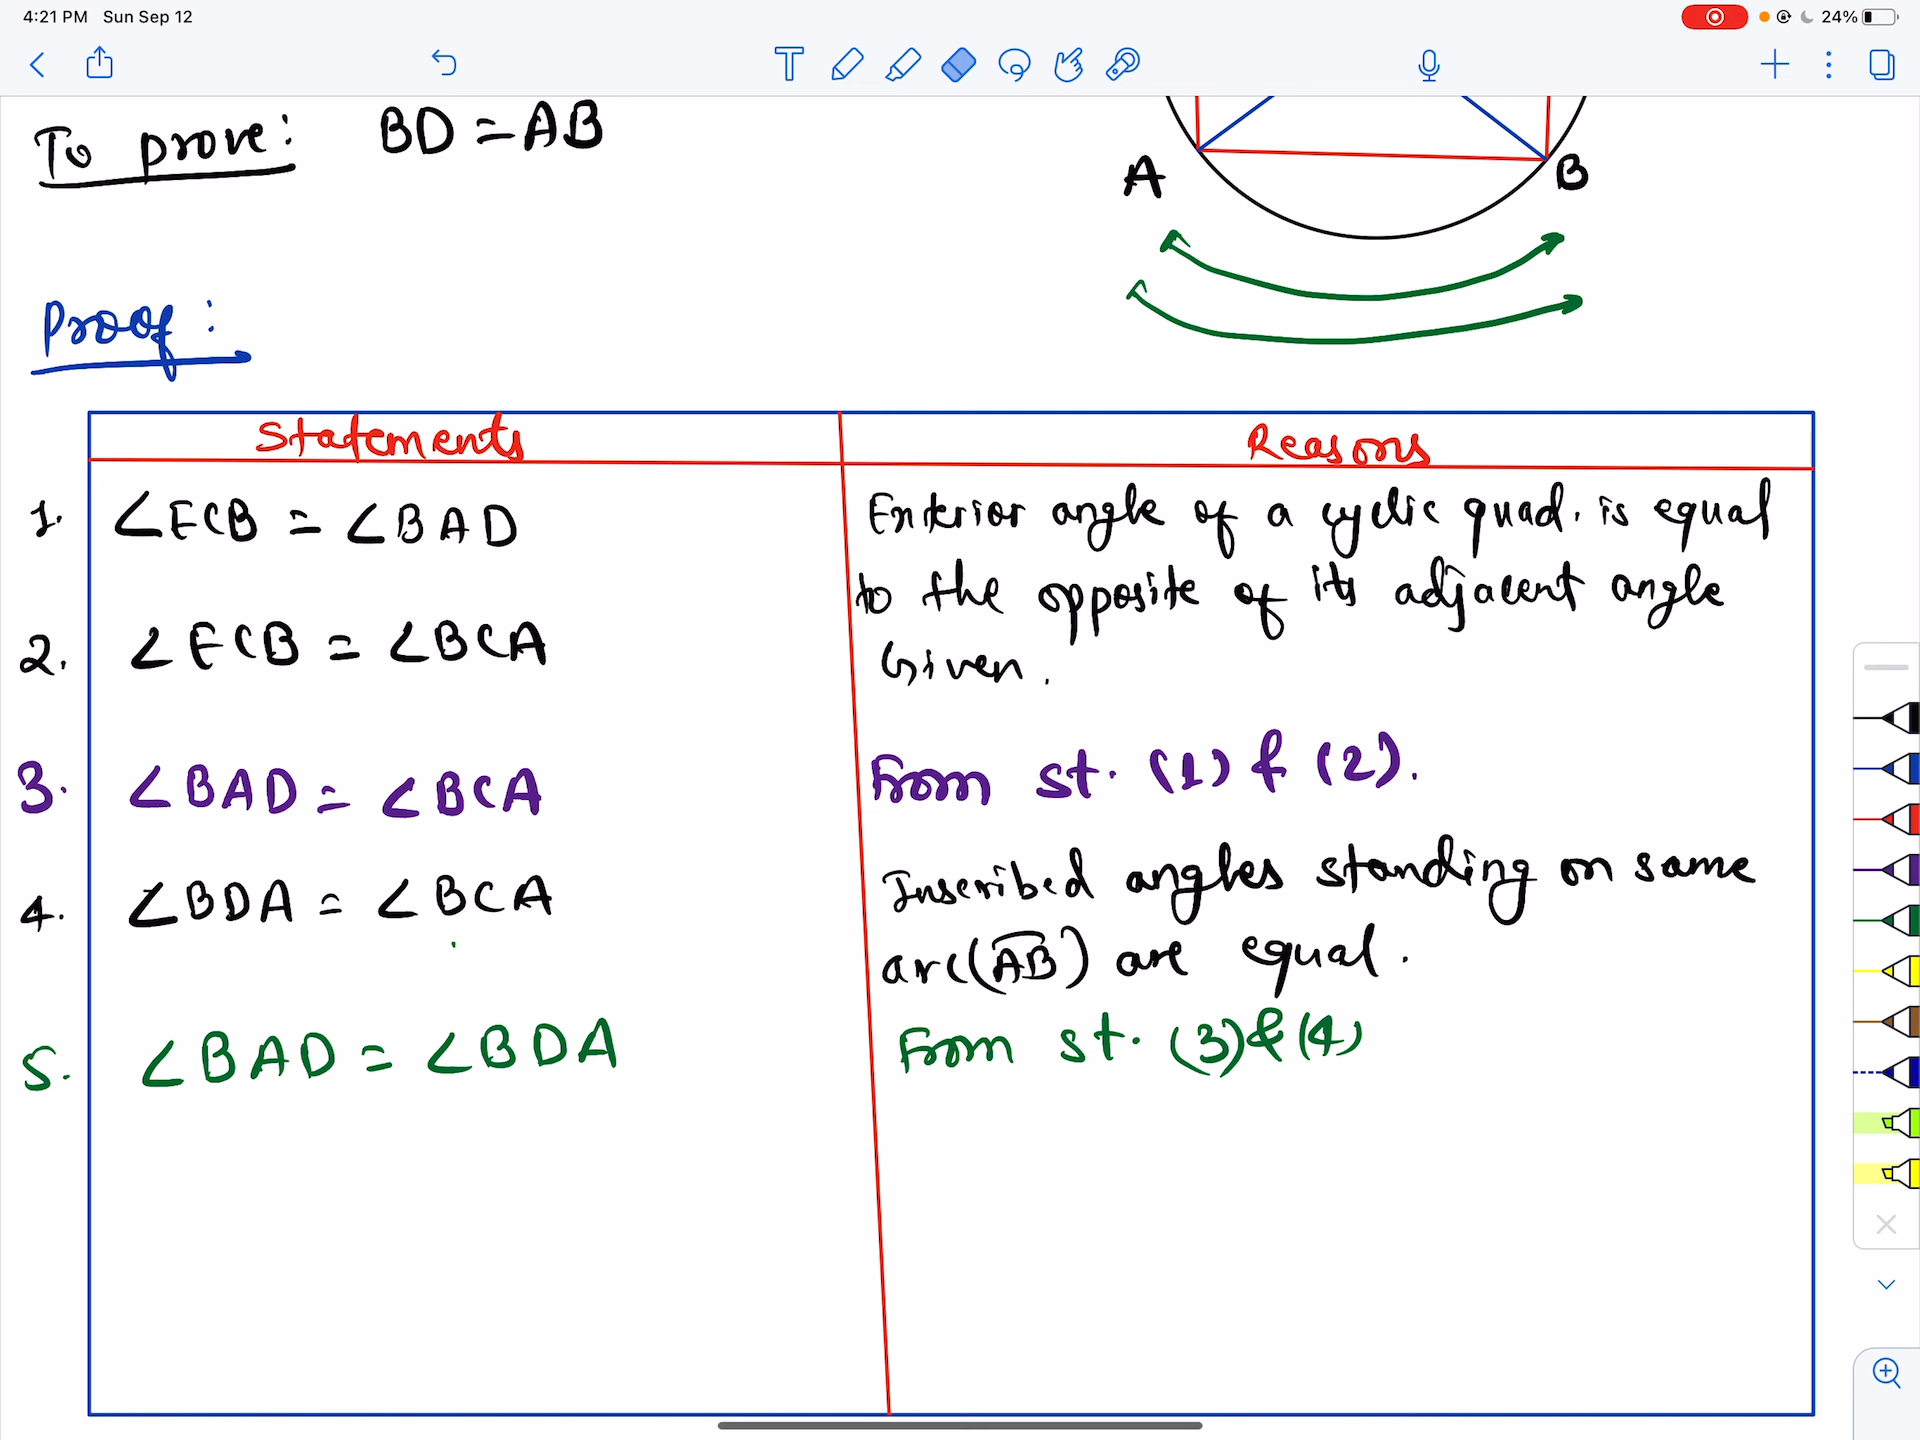 4:21 PM Sun Sep 12
24%
To prove: BD = AB
A
B
Proof:
Statements
Reasons
1. ∠ECB = ∠BAD
Exterior angle of a cyclic quad. is equal
to the opposite of its adjacent angle
2. ∠ECB = ∠BCA
Given.
3. ∠BAD = ∠BCA
From st. (1) & (2).
4. ∠BDA = ∠BCA
Inscribed angles standing on same
arc(A͡B) are equal.
5. ∠BAD = ∠BDA
From st. (3) & (4)